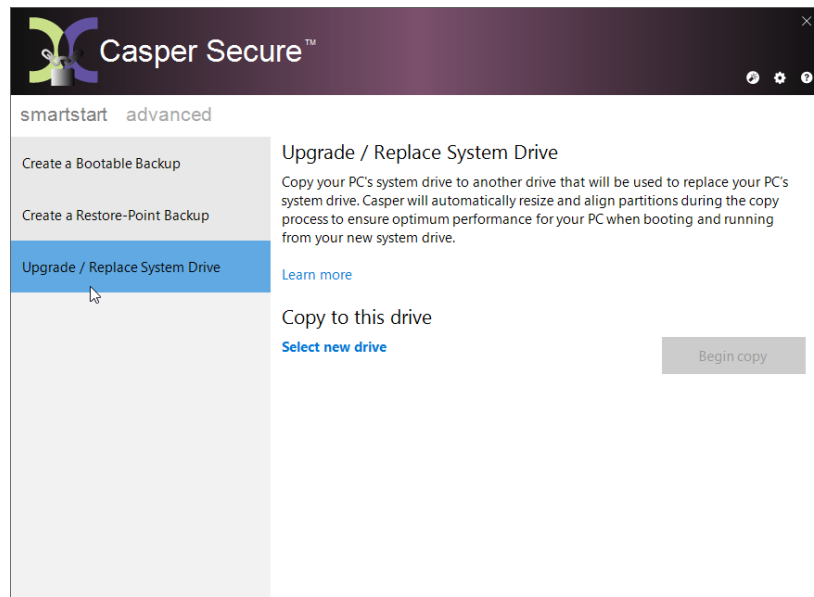 Casper Secure™
smartstart advanced
Create a Bootable Backup
Create a Restore-Point Backup
Upgrade / Replace System Drive
Upgrade / Replace System Drive
Copy your PC's system drive to another drive that will be used to replace your PC's
system drive. Casper will automatically resize and align partitions during the copy
process to ensure optimum performance for your PC when booting and running
from your new system drive.
Learn more
Copy to this drive
Select new drive
Begin copy